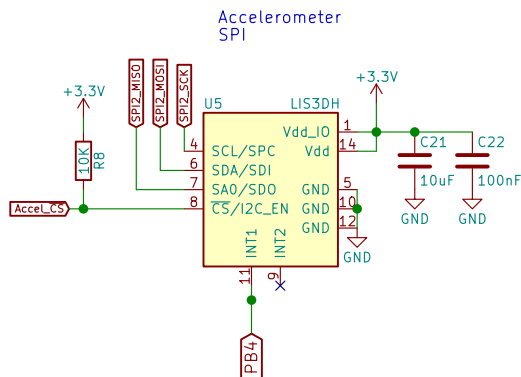 Accelerometer
SPI
SPI2_MISO
SPI2_MOSI
SPI2_SCK
+3.3V
+3.3V
U5
LIS3DH
10K
R8
Accel_CS
4
SCL/SPC
6
SDA/SDI
7
SA0/SDO
8
CS/I2C_EN
Vdd_IO
1
Vdd
14
GND
5
GND
10
GND
12
INT1
11
INT2
9
GND
C21
10uF
GND
C22
100nF
GND
PB4